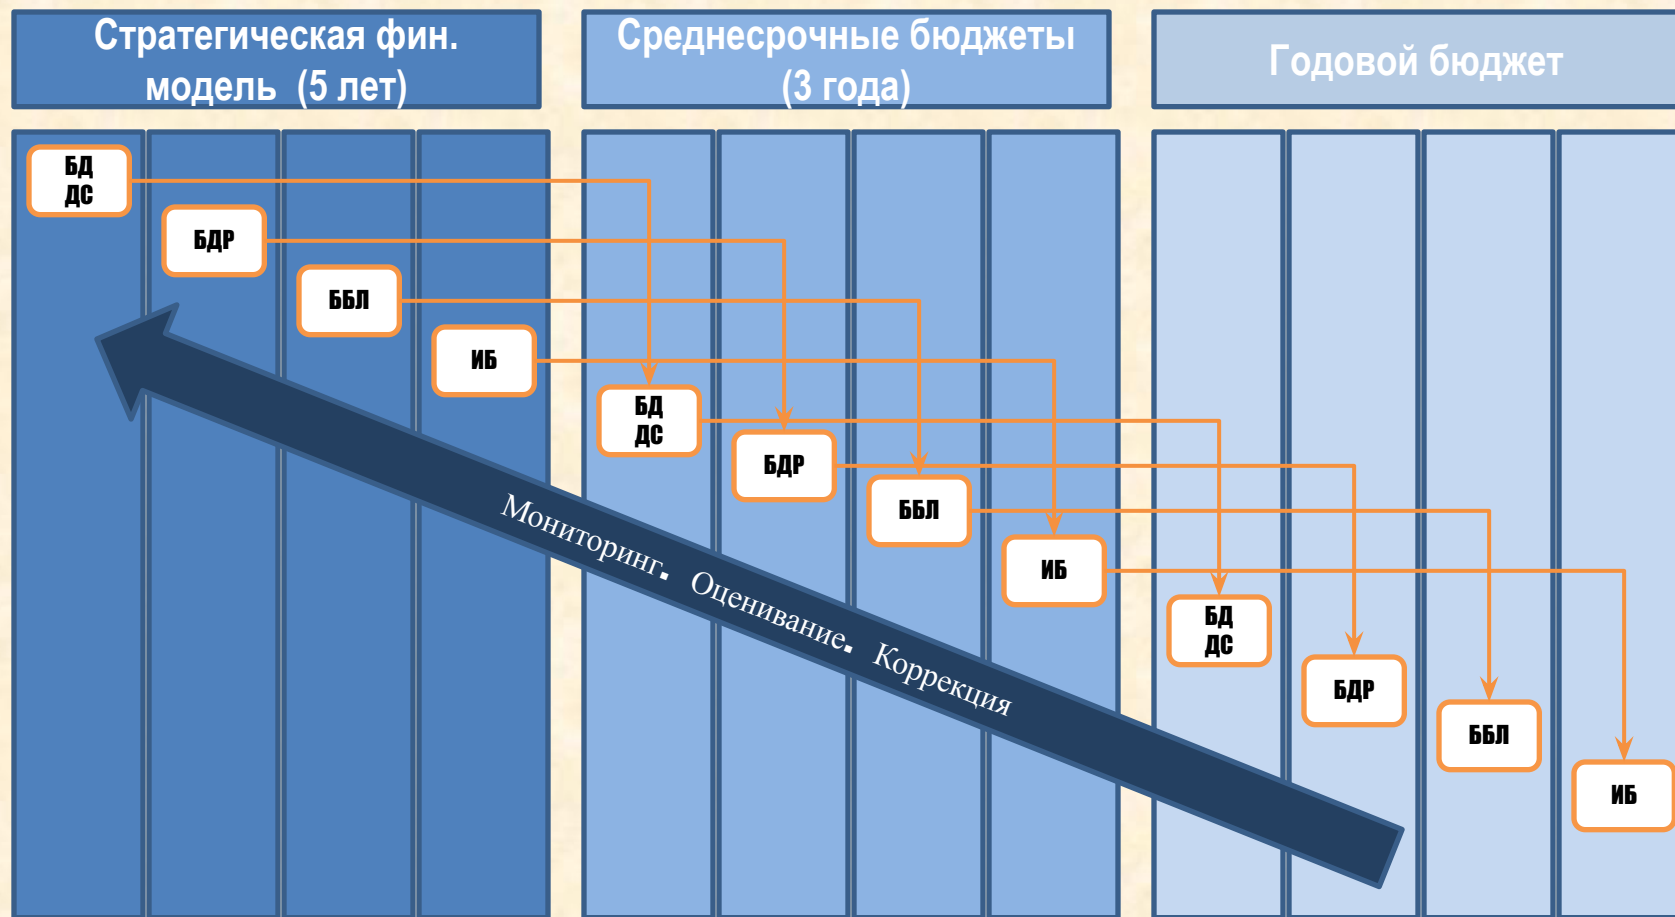 Стратегическая фин.
модель (5 лет)
Среднесрочные бюджеты
(3 года)
Годовой бюджет
БД
ДС
БДР
ББЛ
ИБ
БД
ДС
БДР
ББЛ
ИБ
БД
ДС
БДР
ББЛ
ИБ
Мониторинг. Оценивание. Коррекция